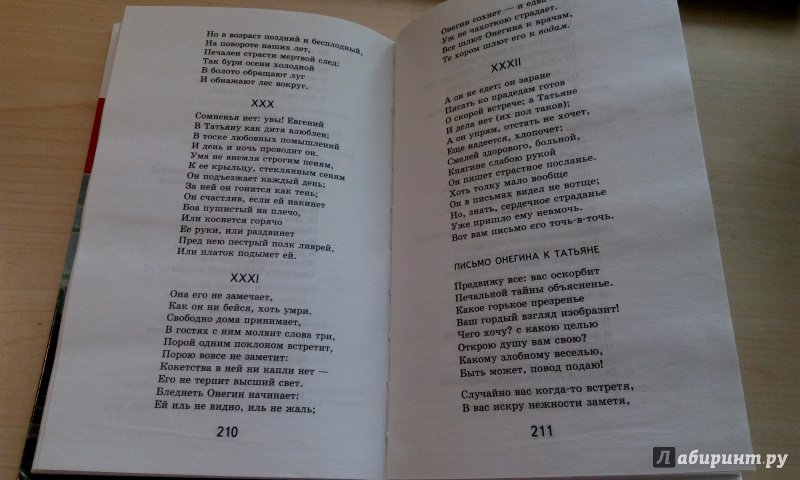 Но в возраст поздний и бесплодный,
На повороте наших лет,
Печален страсти мертвой след:
Так бури осени холодной
В болото обращают луг
И обнажают лес вокруг.
XXX
Сомненья нет: увы! Евгений
В Татьяну как дитя влюблен;
В тоске любовных помышлений
И день и ночь проводит он.
Ума не внемля строгим пеням,
К ее крыльцу, стеклянным сеням
Он подъезжает каждый день;
За ней он гонится как тень;
Он счастлив, если ей накинет
Боа пушистый на плечо,
Или коснется горячо
Ее руки, или раздвинет
Пред нею пестрый полк ливрей,
Или платок подымет ей.
XXXI
Она его не замечает,
Как он ни бейся, хоть умри.
Свободно дома принимает,
В гостях с ним молвит слова три,
Порой одним поклоном встретит,
Порою вовсе не заметит:
Кокетства в ней ни капли нет —
Его не терпит высший свет.
Бледнеть Онегин начинает:
Ей иль не видно, иль не жаль;
210
Онегин сохнет — и едва
Уж не чахоткою страдает.
Все шлют Онегина к врачам,
Те хором шлют его к водам.
XXXII
А он не едет; он заране
Писать ко прадедам готов
О скорой встрече; а Татьяне
И дела нет (их пол таков);
А он упрям, отстать не хочет,
Еще надеется, хлопочет;
Смелей здорового, больной,
Княгине слабою рукой
Он пишет страстное посланье.
Хоть толку мало вообще
Он в письмах видел не вотще;
Но, знать, сердечное страданье
Уже пришло ему невмочь.
Вот вам письмо его точь-в-точь.
ПИСЬМО ОНЕГИНА К ТАТЬЯНЕ
Предвижу все: вас оскорбит
Печальной тайны объясненье.
Какое горькое презренье
Ваш гордый взгляд изобразит!
Чего хочу? с какою целью
Открою душу вам свою?
Какому злобному веселью,
Быть может, повод подаю!
Случайно вас когда-то встретя,
В вас искру нежности заметя,
211
Лабиринт.ру